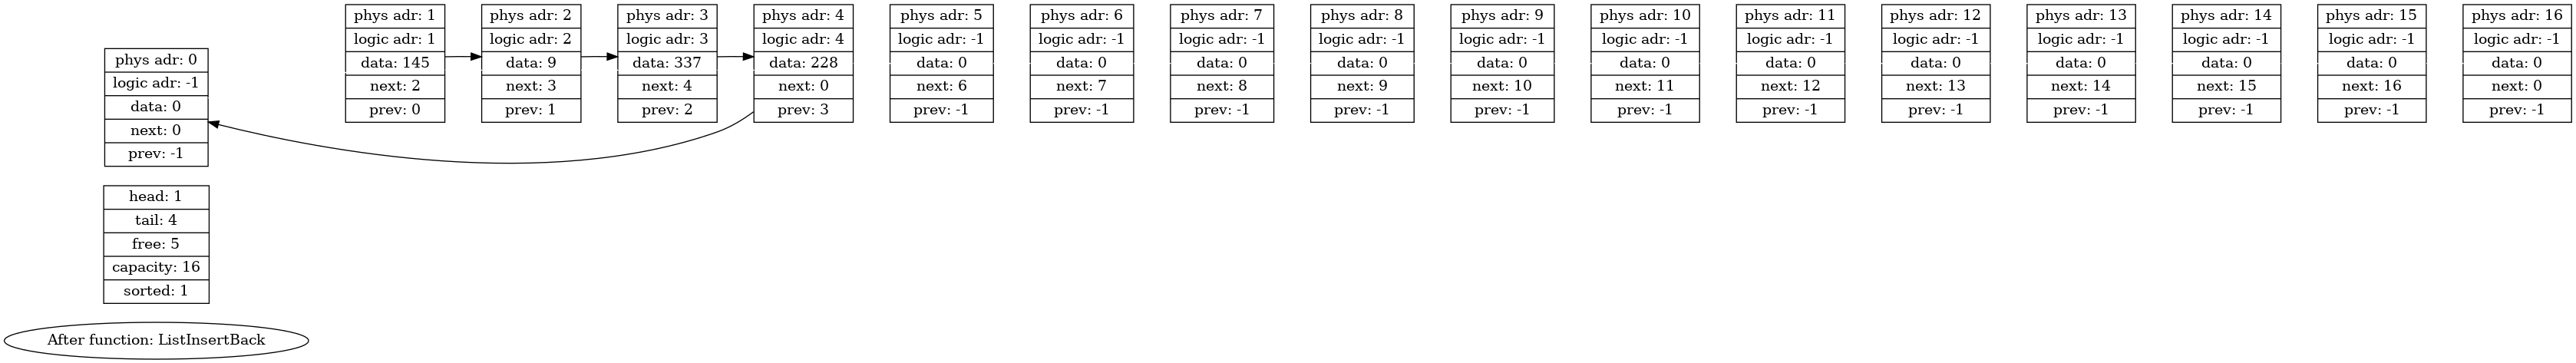 phys adr: 0
logic adr: -1
data: 0
next: 0
prev: -1
head: 1
tail: 4
free: 5
capacity: 16
sorted: 1
After function: ListInsertBack
phys adr: 1
logic adr: 1
data: 145
next: 2
prev: 0
phys adr: 2
logic adr: 2
data: 9
next: 3
prev: 1
phys adr: 3
logic adr: 3
data: 337
next: 4
prev: 2
phys adr: 4
logic adr: 4
data: 228
next: 0
prev: 3
phys adr: 5
logic adr: -1
data: 0
next: 6
prev: -1
phys adr: 6
logic adr: -1
data: 0
next: 7
prev: -1
phys adr: 7
logic adr: -1
data: 0
next: 8
prev: -1
phys adr: 8
logic adr: -1
data: 0
next: 9
prev: -1
phys adr: 9
logic adr: -1
data: 0
next: 10
prev: -1
phys adr: 10
logic adr: -1
data: 0
next: 11
prev: -1
phys adr: 11
logic adr: -1
data: 0
next: 12
prev: -1
phys adr: 12
logic adr: -1
data: 0
next: 13
prev: -1
phys adr: 13
logic adr: -1
data: 0
next: 14
prev: -1
phys adr: 14
logic adr: -1
data: 0
next: 15
prev: -1
phys adr: 15
logic adr: -1
data: 0
next: 16
prev: -1
phys adr: 16
logic adr: -1
data: 0
next: 0
prev: -1